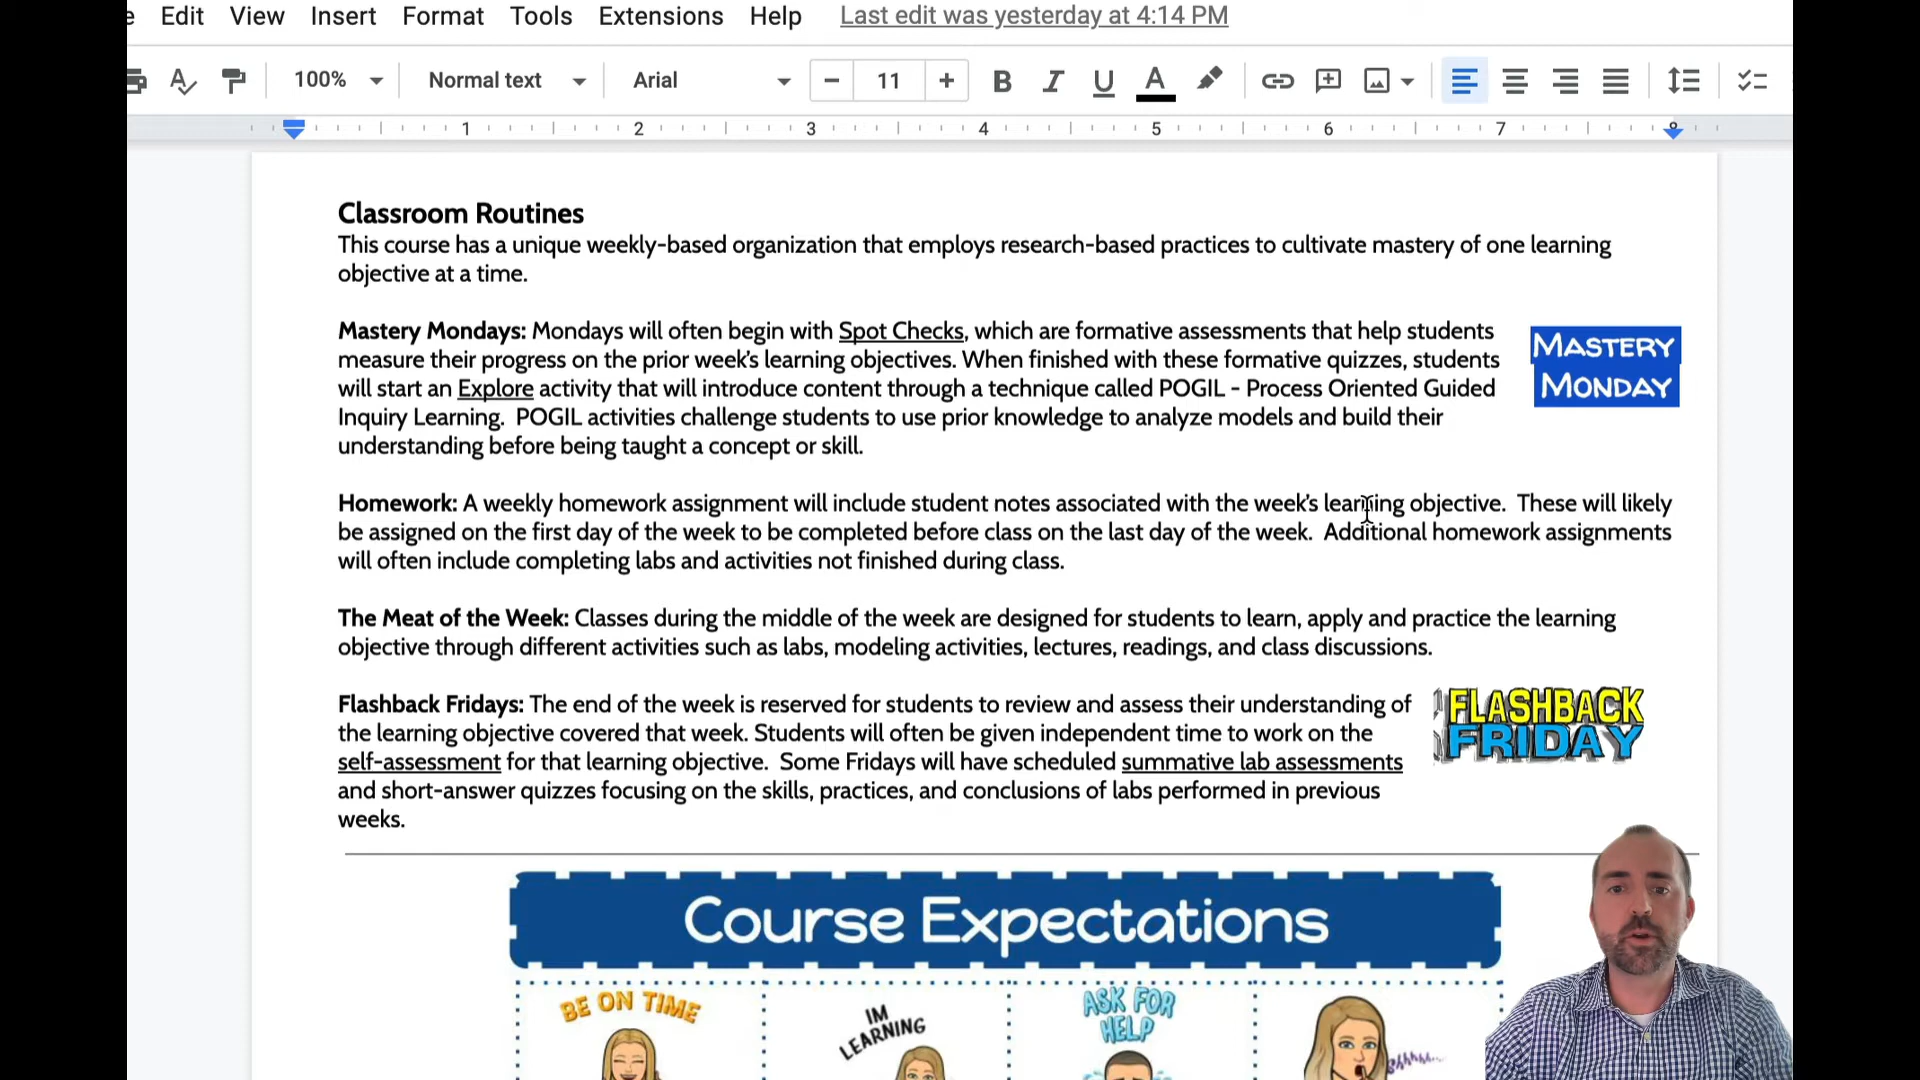 Edit View Insert Format Tools Extensions Help Last edit was yesterday at 4:14 PM
100% Normal text Arial − 11 + B I U A
1 2 3 4 5 6 7
Classroom Routines
This course has a unique weekly-based organization that employs research-based practices to cultivate mastery of one learning
objective at a time.
Mastery Mondays: Mondays will often begin with Spot Checks, which are formative assessments that help students
measure their progress on the prior week's learning objectives. When finished with these formative quizzes, students
will start an Explore activity that will introduce content through a technique called POGIL - Process Oriented Guided
Inquiry Learning.  POGIL activities challenge students to use prior knowledge to analyze models and build their
understanding before being taught a concept or skill.
MASTERY
MONDAY
Homework: A weekly homework assignment will include student notes associated with the week's learning objective.  These will likely
be assigned on the first day of the week to be completed before class on the last day of the week.  Additional homework assignments
will often include completing labs and activities not finished during class.
The Meat of the Week: Classes during the middle of the week are designed for students to learn, apply and practice the learning
objective through different activities such as labs, modeling activities, lectures, readings, and class discussions.
Flashback Fridays: The end of the week is reserved for students to review and assess their understanding of
the learning objective covered that week. Students will often be given independent time to work on the
self-assessment for that learning objective.  Some Fridays will have scheduled summative lab assessments
and short-answer quizzes focusing on the skills, practices, and conclusions of labs performed in previous
weeks.
FLASHBACK
FRIDAY
Course Expectations
BE ON TIME
IM
LEARNING
ASK FOR
HELP